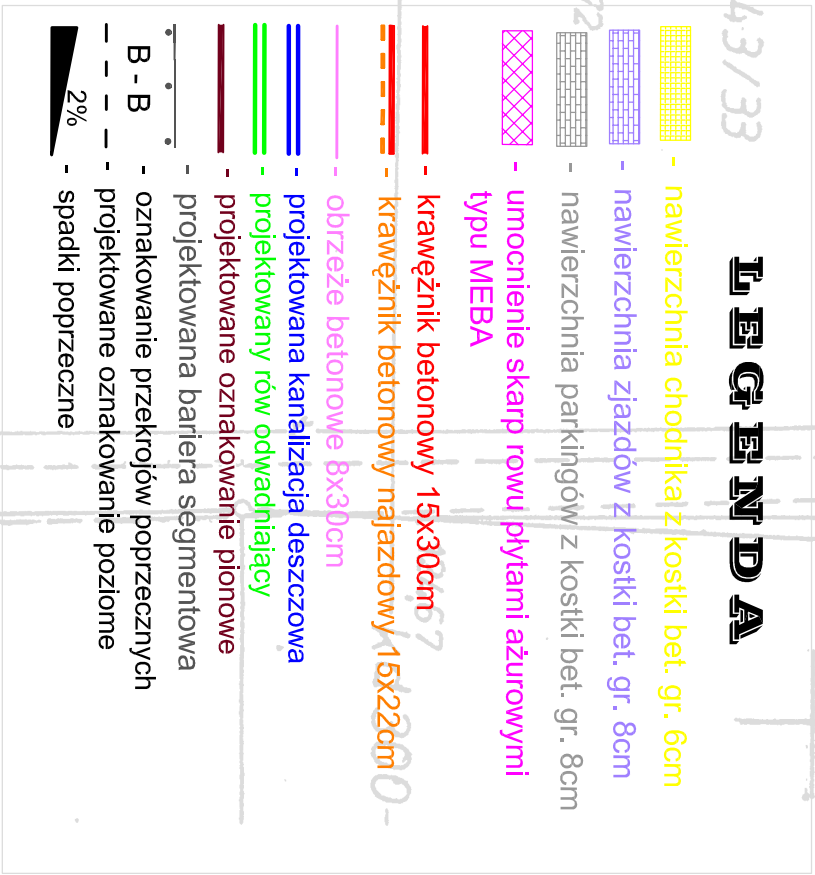 LEGENDA
- nawierzchnia chodnika z kostki bet. gr. 6cm
- nawierzchnia zjazdów z kostki bet. gr. 8cm
- nawierzchnia parkingów z kostki bet. gr. 8cm
- umocnienie skarp rowu płytami ażurowymi
typu MEBA
- krawężnik betonowy 15x30cm
- krawężnik betonowy najazdowy 15x22cm
- obrzeże betonowe 8x30cm
- projektowana kanalizacja deszczowa
- projektowany rów odwadniający
- projektowane oznakowanie pionowe
- projektowana bariera segmentowa
B - B - oznakowanie przekrojów poprzecznych
- projektowane oznakowanie poziome
2% - spadki poprzeczne
43/33